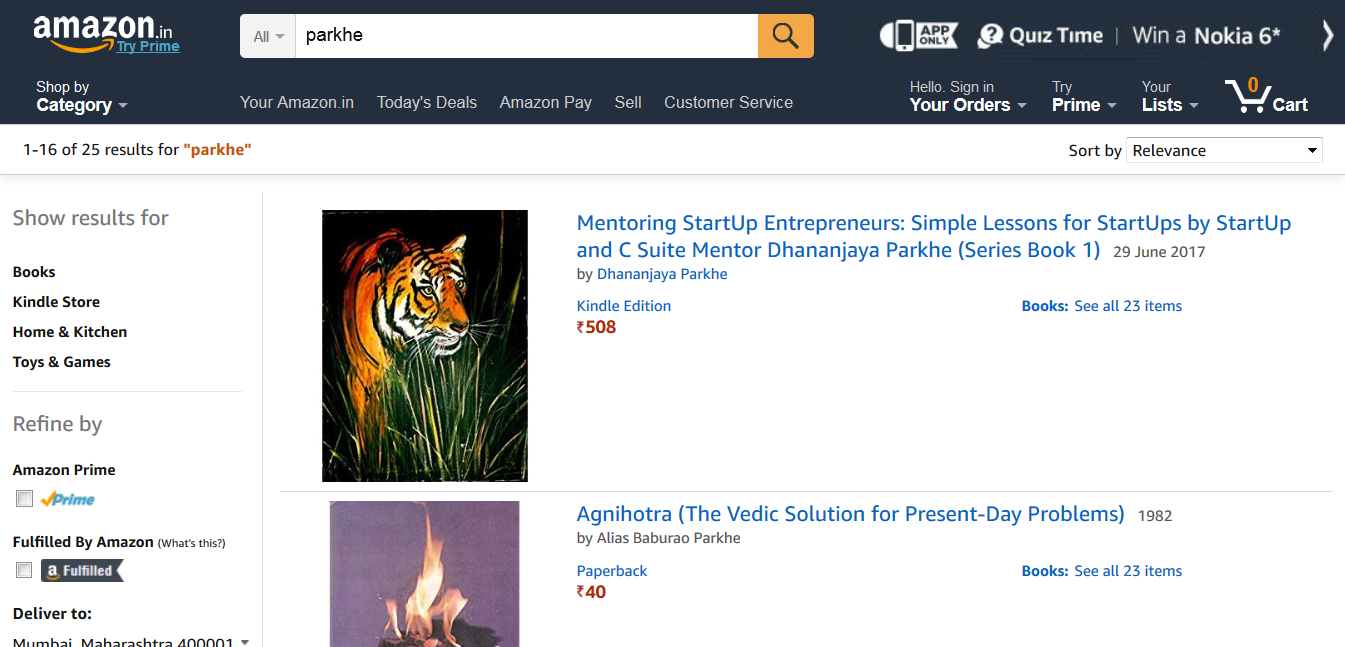 amazon.in
Try Prime
All
parkhe
APP ONLY
Quiz Time | Win a Nokia 6*
Shop by
Category
Your Amazon.in
Today's Deals
Amazon Pay
Sell
Customer Service
Hello. Sign in
Your Orders
Try
Prime
Your
Lists
0
Cart
1-16 of 25 results for "parkhe"
Sort by
Relevance
Show results for
Books
Kindle Store
Home & Kitchen
Toys & Games
Refine by
Amazon Prime
Prime
Fulfilled By Amazon (What's this?)
a Fulfilled
Deliver to:
Mumbai, Maharashtra 400001
Mentoring StartUp Entrepreneurs: Simple Lessons for StartUps by StartUp
and C Suite Mentor Dhananjaya Parkhe (Series Book 1) 29 June 2017
by Dhananjaya Parkhe
Kindle Edition
₹508
Books: See all 23 items
Agnihotra (The Vedic Solution for Present-Day Problems) 1982
by Alias Baburao Parkhe
Paperback
₹40
Books: See all 23 items